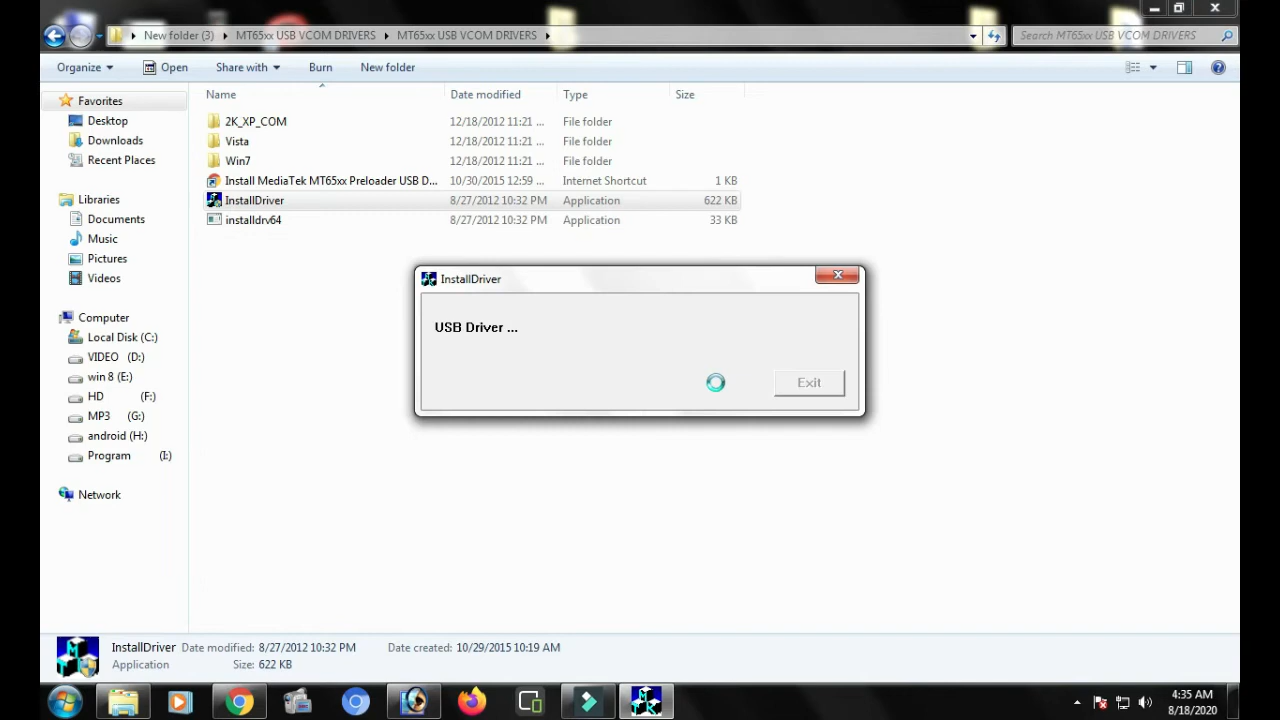 New folder (3) MT65xx USB VCOM DRIVERS MT65xx USB VCOM DRIVERS
Search MT65xx USB VCOM DRIVERS
Organize Open Share with Burn New folder
Name Date modified Type Size
Favorites
Desktop
Downloads
Recent Places
Libraries
Documents
Music
Pictures
Videos
Computer
Local Disk (C:)
VIDEO (D:)
win 8 (E:)
HD (F:)
MP3 (G:)
android (H:)
Program (I:)
Network
2K_XP_COM 12/18/2012 11:21 ... File folder
Vista 12/18/2012 11:21 ... File folder
Win7 12/18/2012 11:21 ... File folder
Install MediaTek MT65xx Preloader USB D... 10/30/2015 12:59 ... Internet Shortcut 1 KB
InstallDriver 8/27/2012 10:32 PM Application 622 KB
installdrv64 8/27/2012 10:32 PM Application 33 KB
InstallDriver
USB Driver ...
Exit
InstallDriver Date modified: 8/27/2012 10:32 PM Date created: 10/29/2015 10:19 AM
Application Size: 622 KB
4:35 AM
8/18/2020